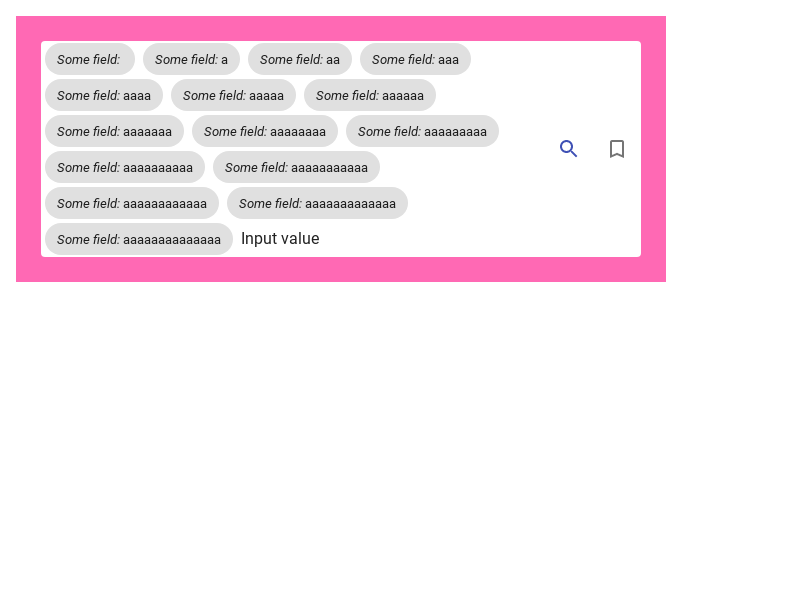 Some field: Some field: a Some field: aa Some field: aaa
Some field: aaaa Some field: aaaaa Some field: aaaaaa
Some field: aaaaaaa Some field: aaaaaaaa Some field: aaaaaaaaa
Some field: aaaaaaaaaa Some field: aaaaaaaaaaa
Some field: aaaaaaaaaaaa Some field: aaaaaaaaaaaaa
Some field: aaaaaaaaaaaaaa Input value